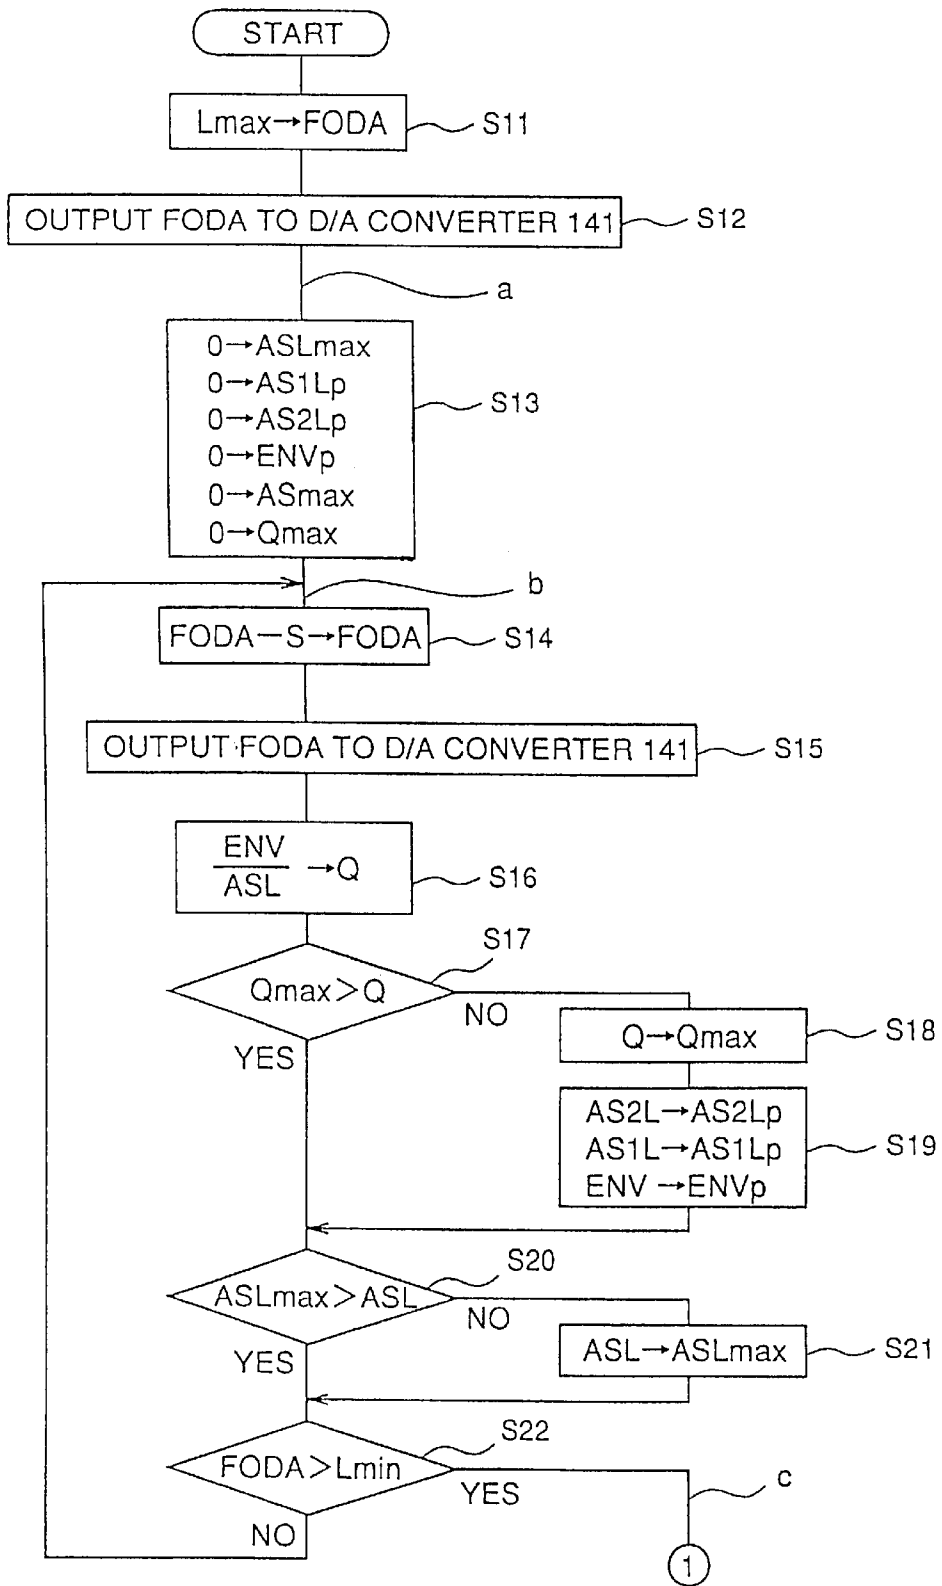 START
Lmax→FODA
S11
OUTPUT FODA TO D/A CONVERTER 141
S12
a
0→ASLmax
0→AS1Lp
0→AS2Lp
0→ENVp
0→ASmax
0→Qmax
S13
b
FODA−S→FODA
S14
OUTPUT FODA TO D/A CONVERTER 141
S15
ENV
ASL
→Q
S16
S17
Qmax>Q
NO
YES
Q→Qmax
S18
AS2L→AS2Lp
AS1L→AS1Lp
ENV→ENVp
S19
S20
ASLmax>ASL
NO
YES
ASL→ASLmax
S21
S22
FODA>Lmin
YES
NO
c
1